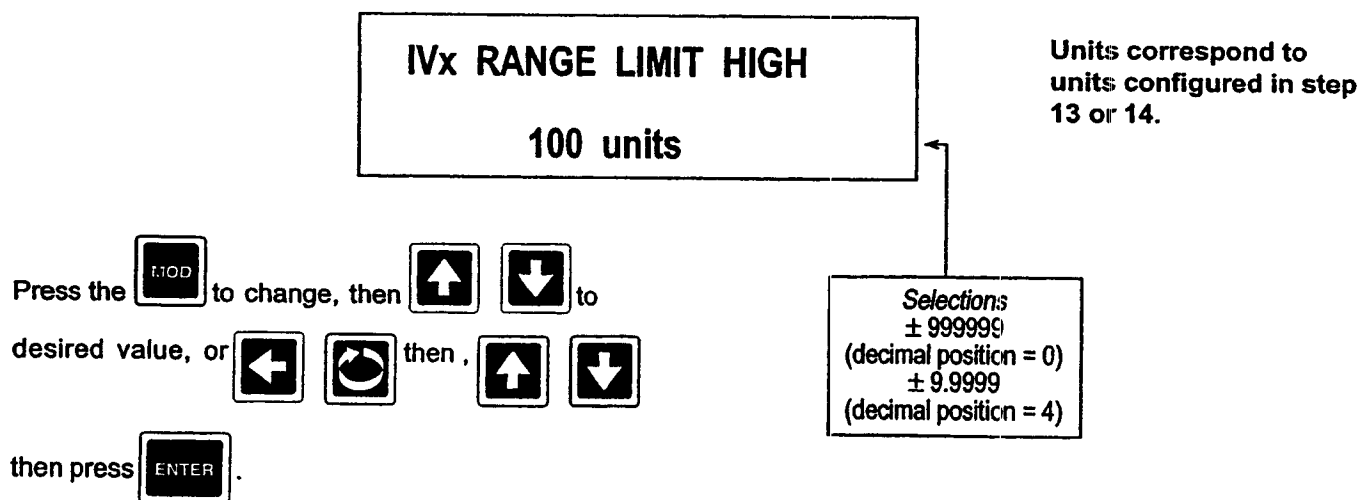 IVx RANGE LIMIT HIGH
100 units
Units correspond to
units configured in step
13 or 14.
Press the MOD to change, then to
desired value, or then ,
then press ENTER .
Selections
± 999999
(decimal position = 0)
± 9.9999
(decimal position = 4)